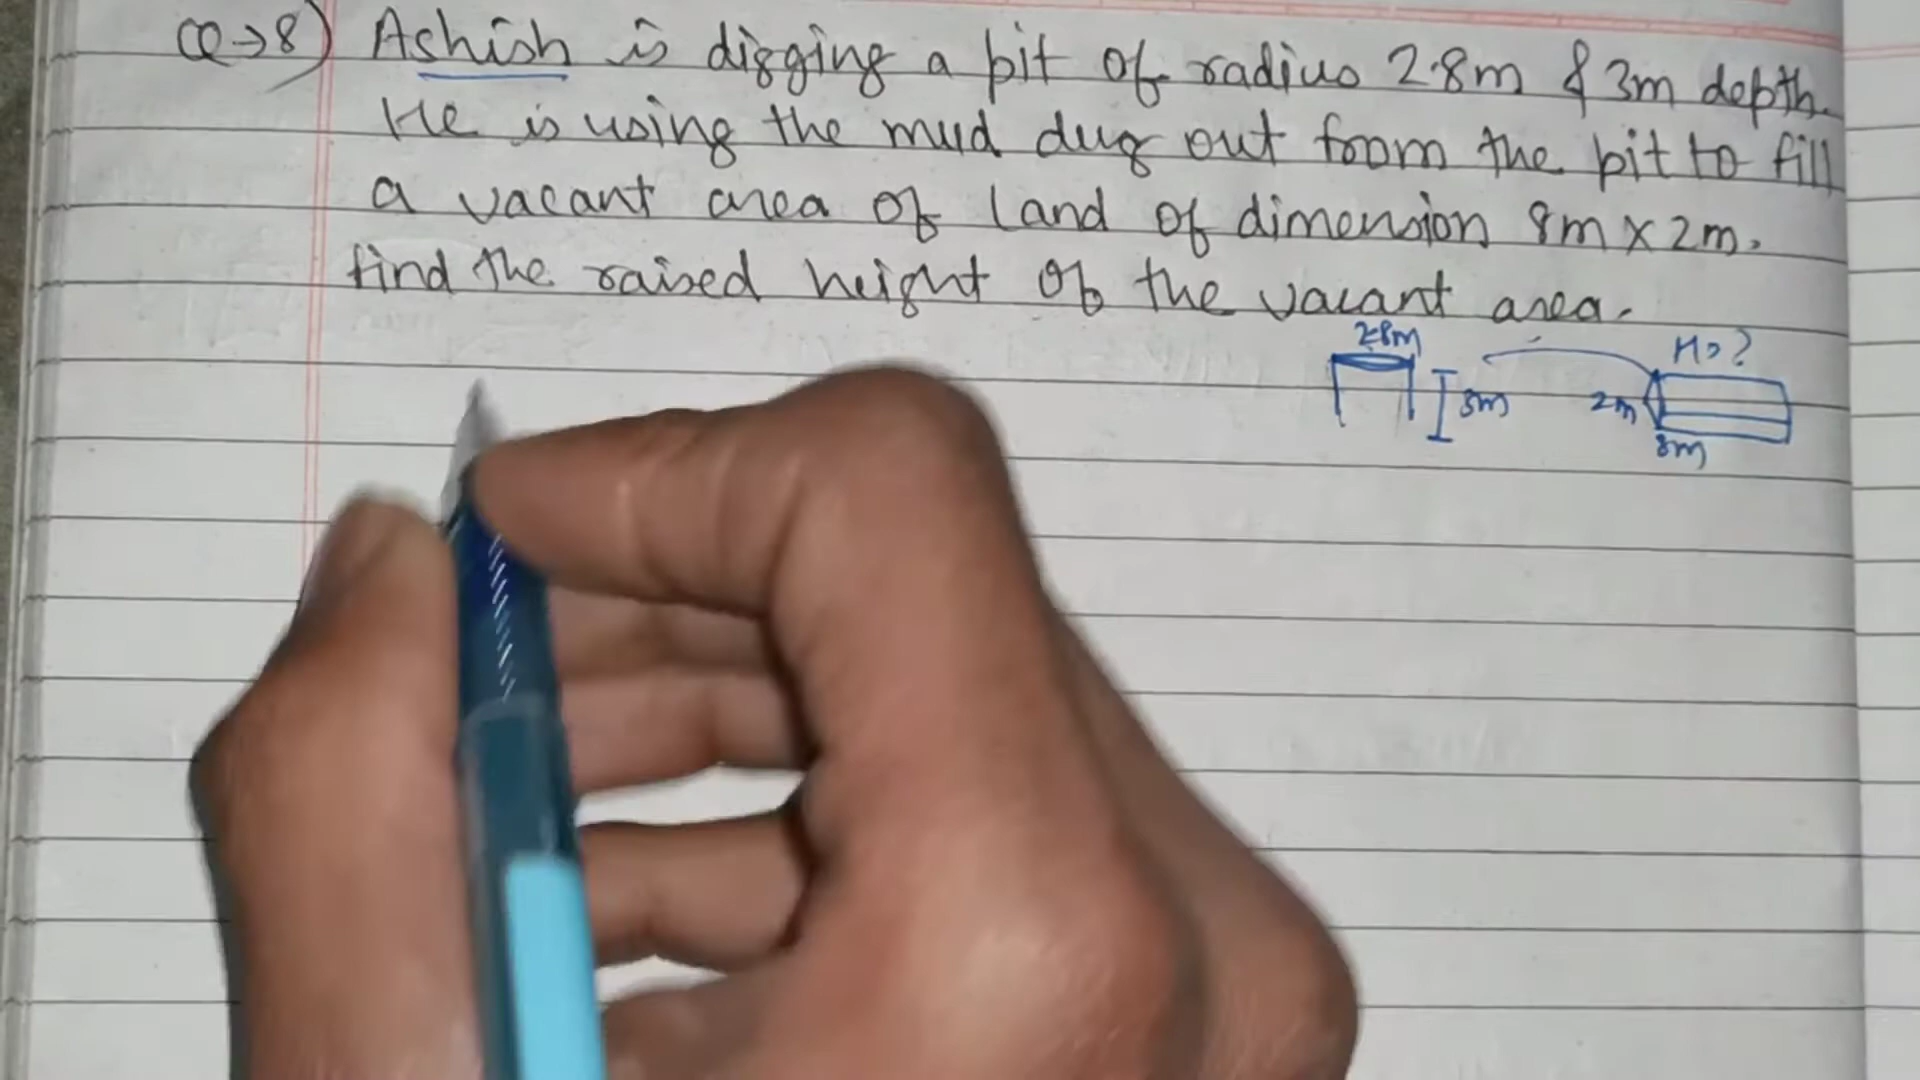 Q→8) Ashish is digging a pit of radius 2.8m & 3m depth.
He is using the mud dug out from the pit to fill
a vacant area of land of dimension 8m x 2m.
find the raised height of the vacant area.
2.8m
H=?
3m
2m
8m